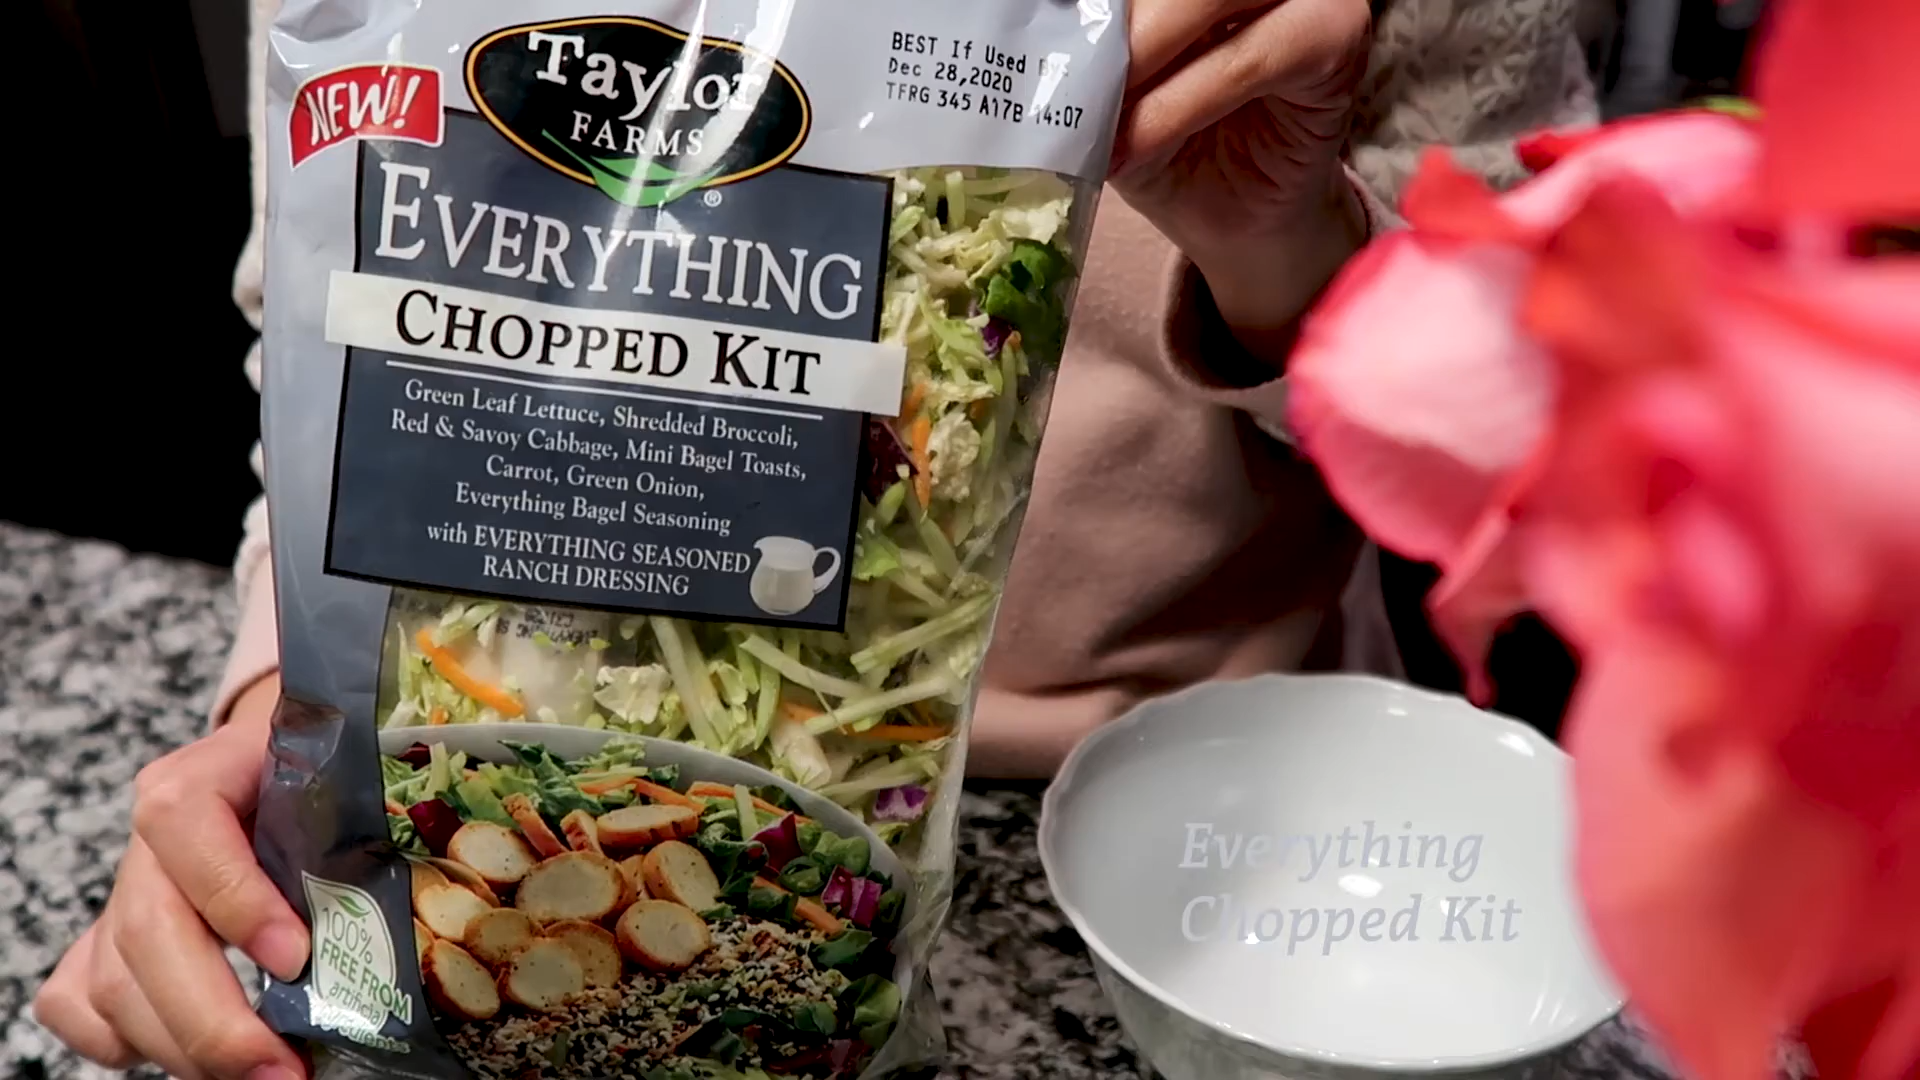 NEW!
Taylor
FARMS
®
BEST If Used By:
Dec 28,2020
TFRG 345 A17B 14:07
EVERYTHING
CHOPPED KIT
Green Leaf Lettuce, Shredded Broccoli,
Red & Savoy Cabbage, Mini Bagel Toasts,
Carrot, Green Onion,
Everything Bagel Seasoning
with EVERYTHING SEASONED
RANCH DRESSING
100%
FREE FROM
artificial
Everything
Chopped Kit